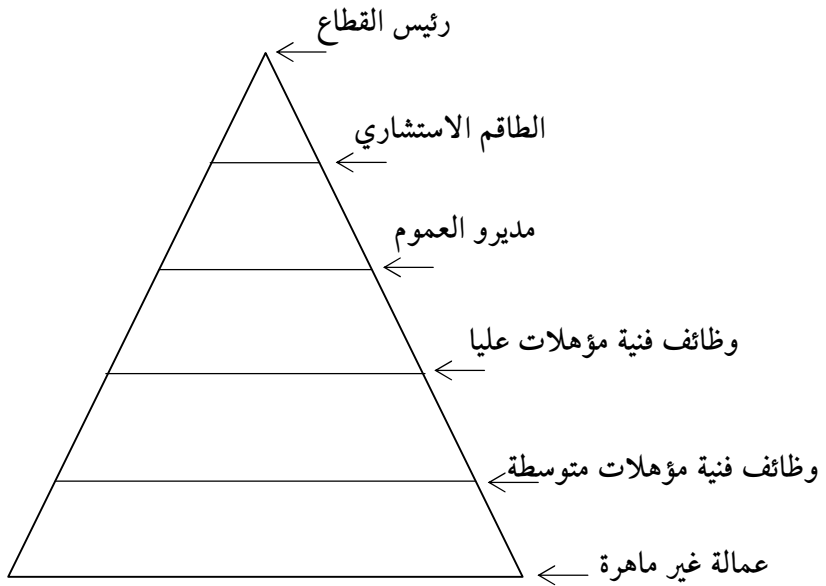 رئيس القطاع
الطاقم الاستشاري
مديرو العموم
وظائف فنية مؤهلات عليا
وظائف فنية مؤهلات متوسطة
عمالة غير ماهرة